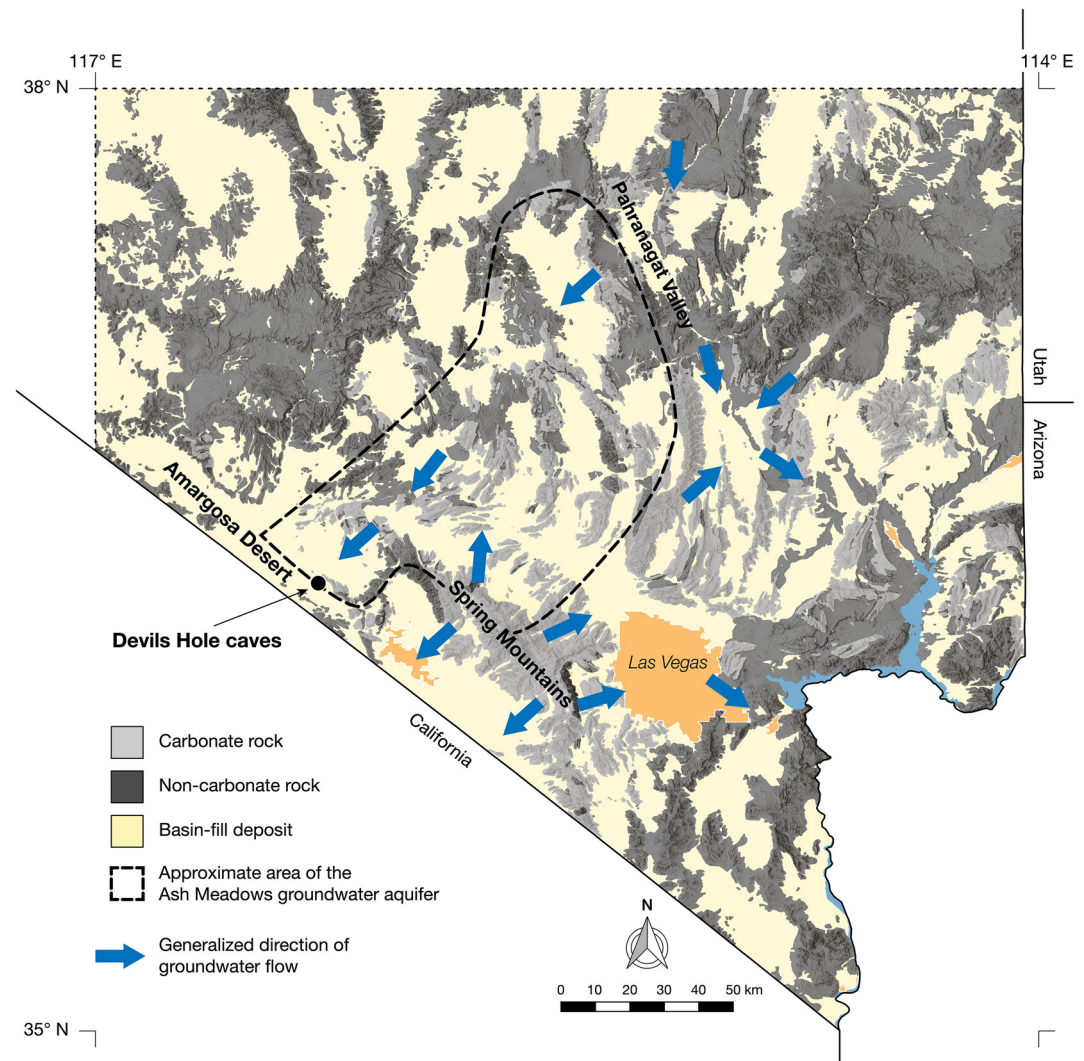 117° E
114° E
38° N
Pahranagat Valley
Utah
Arizona
Amargosa Desert
Spring Mountains
Devils Hole caves
Las Vegas
California
Carbonate rock
Non-carbonate rock
Basin-fill deposit
Approximate area of the
Ash Meadows groundwater aquifer
Generalized direction of
groundwater flow
N
0 10 20 30 40 50 km
35° N